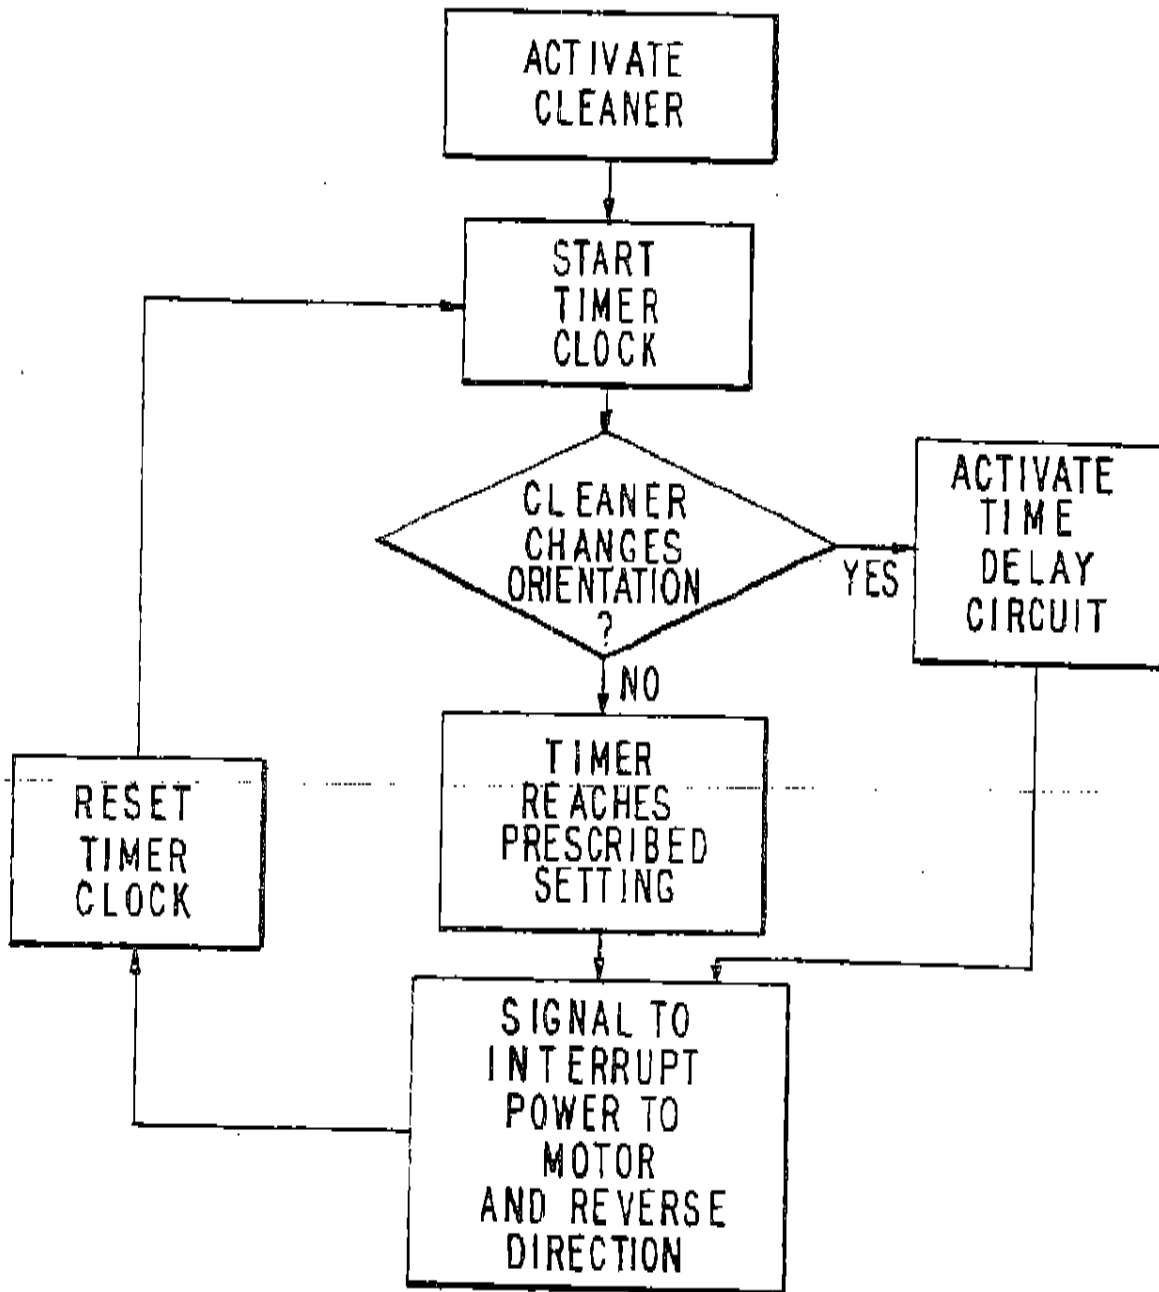 ACTIVATE
CLEANER
START
TIMER
CLOCK
CLEANER
CHANGES
ORIENTATION
?
YES
ACTIVATE
TIME
DELAY
CIRCUIT
NO
TIMER
REACHES
PRESCRIBED
SETTING
RESET
TIMER
CLOCK
SIGNAL TO
INTERRUPT
POWER TO
MOTOR
AND REVERSE
DIRECTION